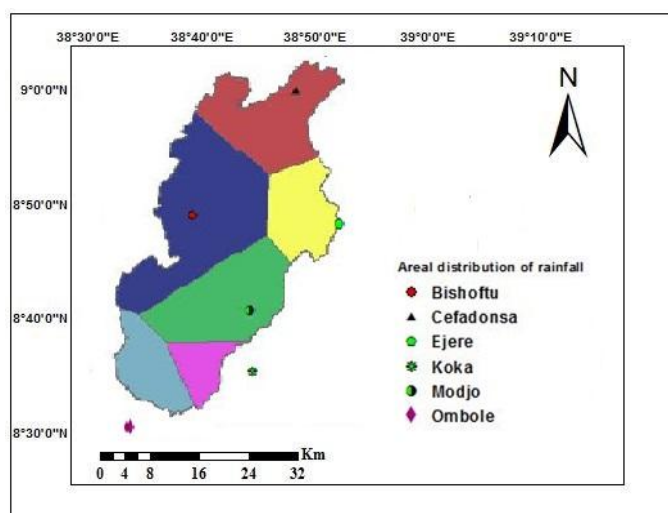 38°30'0"E 38°40'0"E 38°50'0"E 39°0'0"E 39°10'0"E
N
9°0'0"N
8°50'0"N
8°40'0"N
8°30'0"N
Areal distribution of rainfall
Bishoftu
Cefadonsa
Ejere
Koka
Modjo
Ombole
Km
0 4 8 16 24 32